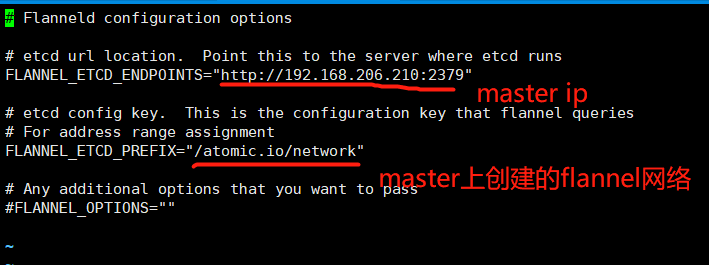 # Flanneld configuration options
# etcd url location.  Point this to the server where etcd runs
FLANNEL_ETCD_ENDPOINTS="http://192.168.206.210:2379"
master ip
# etcd config key.  This is the configuration key that flannel queries
# For address range assignment
FLANNEL_ETCD_PREFIX="/atomic.io/network"
master上创建的flannel网络
# Any additional options that you want to pass
#FLANNEL_OPTIONS=""
~
~